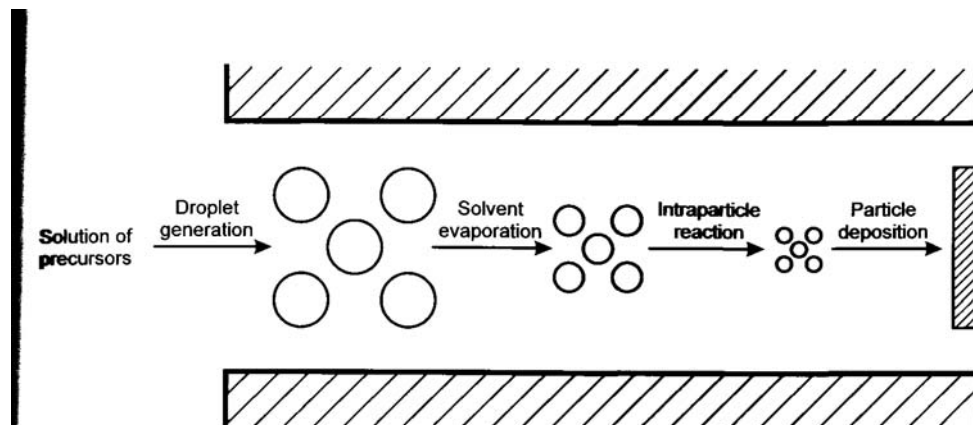 Solution of
precursors
Droplet
generation
Solvent
evaporation
Intraparticle
reaction
Particle
deposition